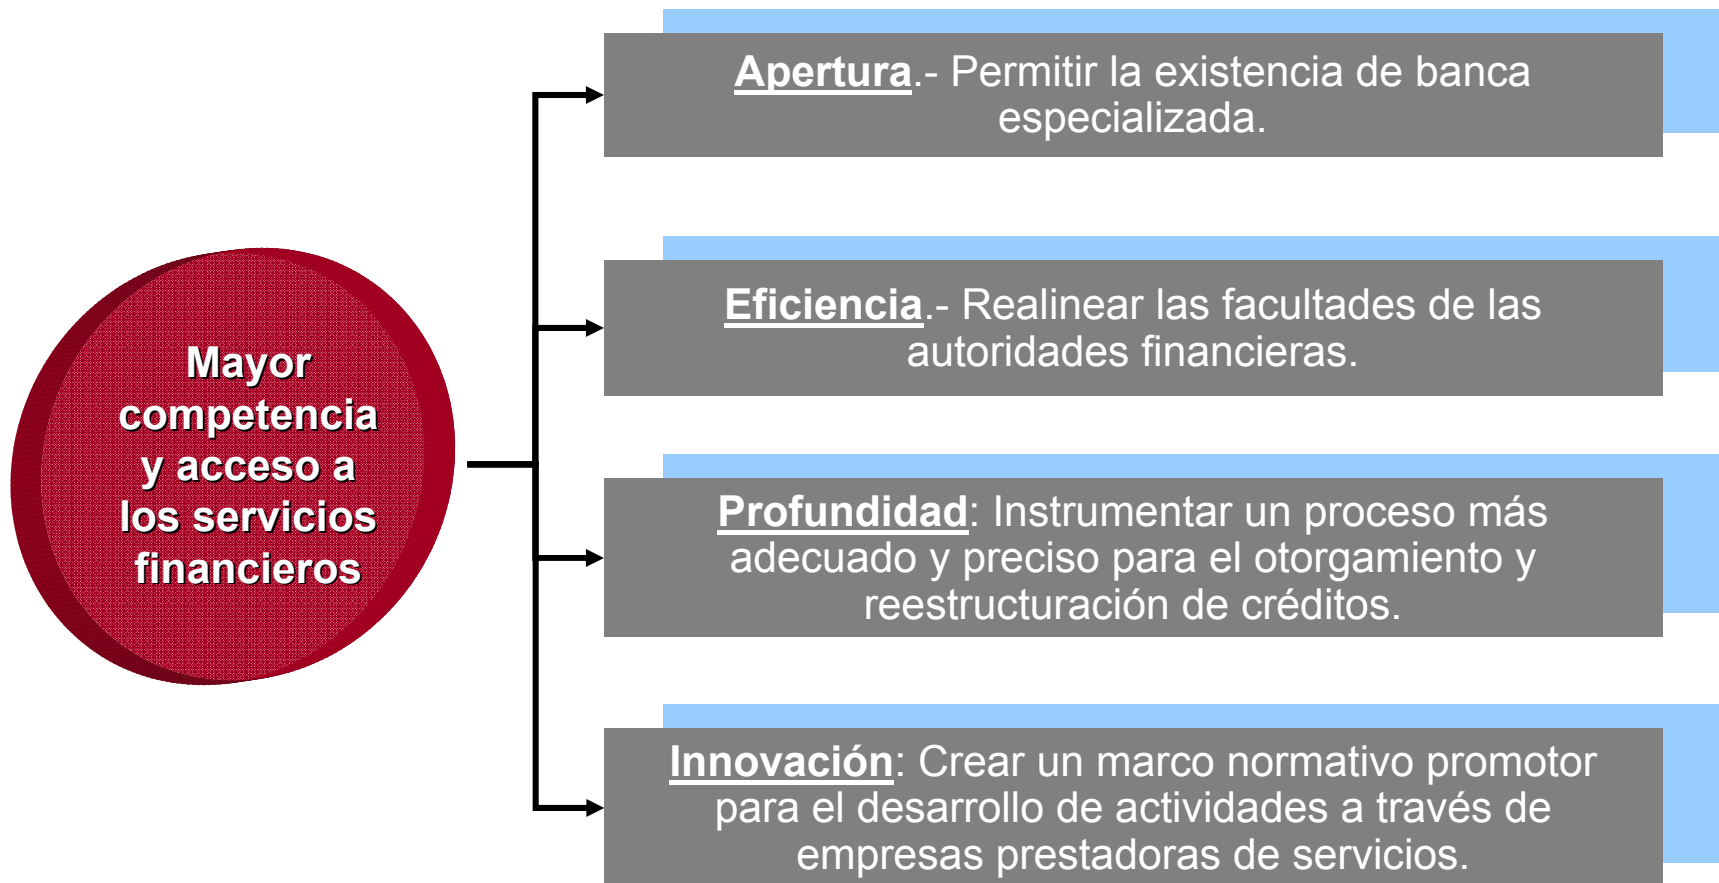 Apertura.- Permitir la existencia de banca
especializada.
Eficiencia.- Realinear las facultades de las
autoridades financieras.
Mayor
competencia
y acceso a
los servicios
financieros
Profundidad: Instrumentar un proceso más
adecuado y preciso para el otorgamiento y
reestructuración de créditos.
Innovación: Crear un marco normativo promotor
para el desarrollo de actividades a través de
empresas prestadoras de servicios.